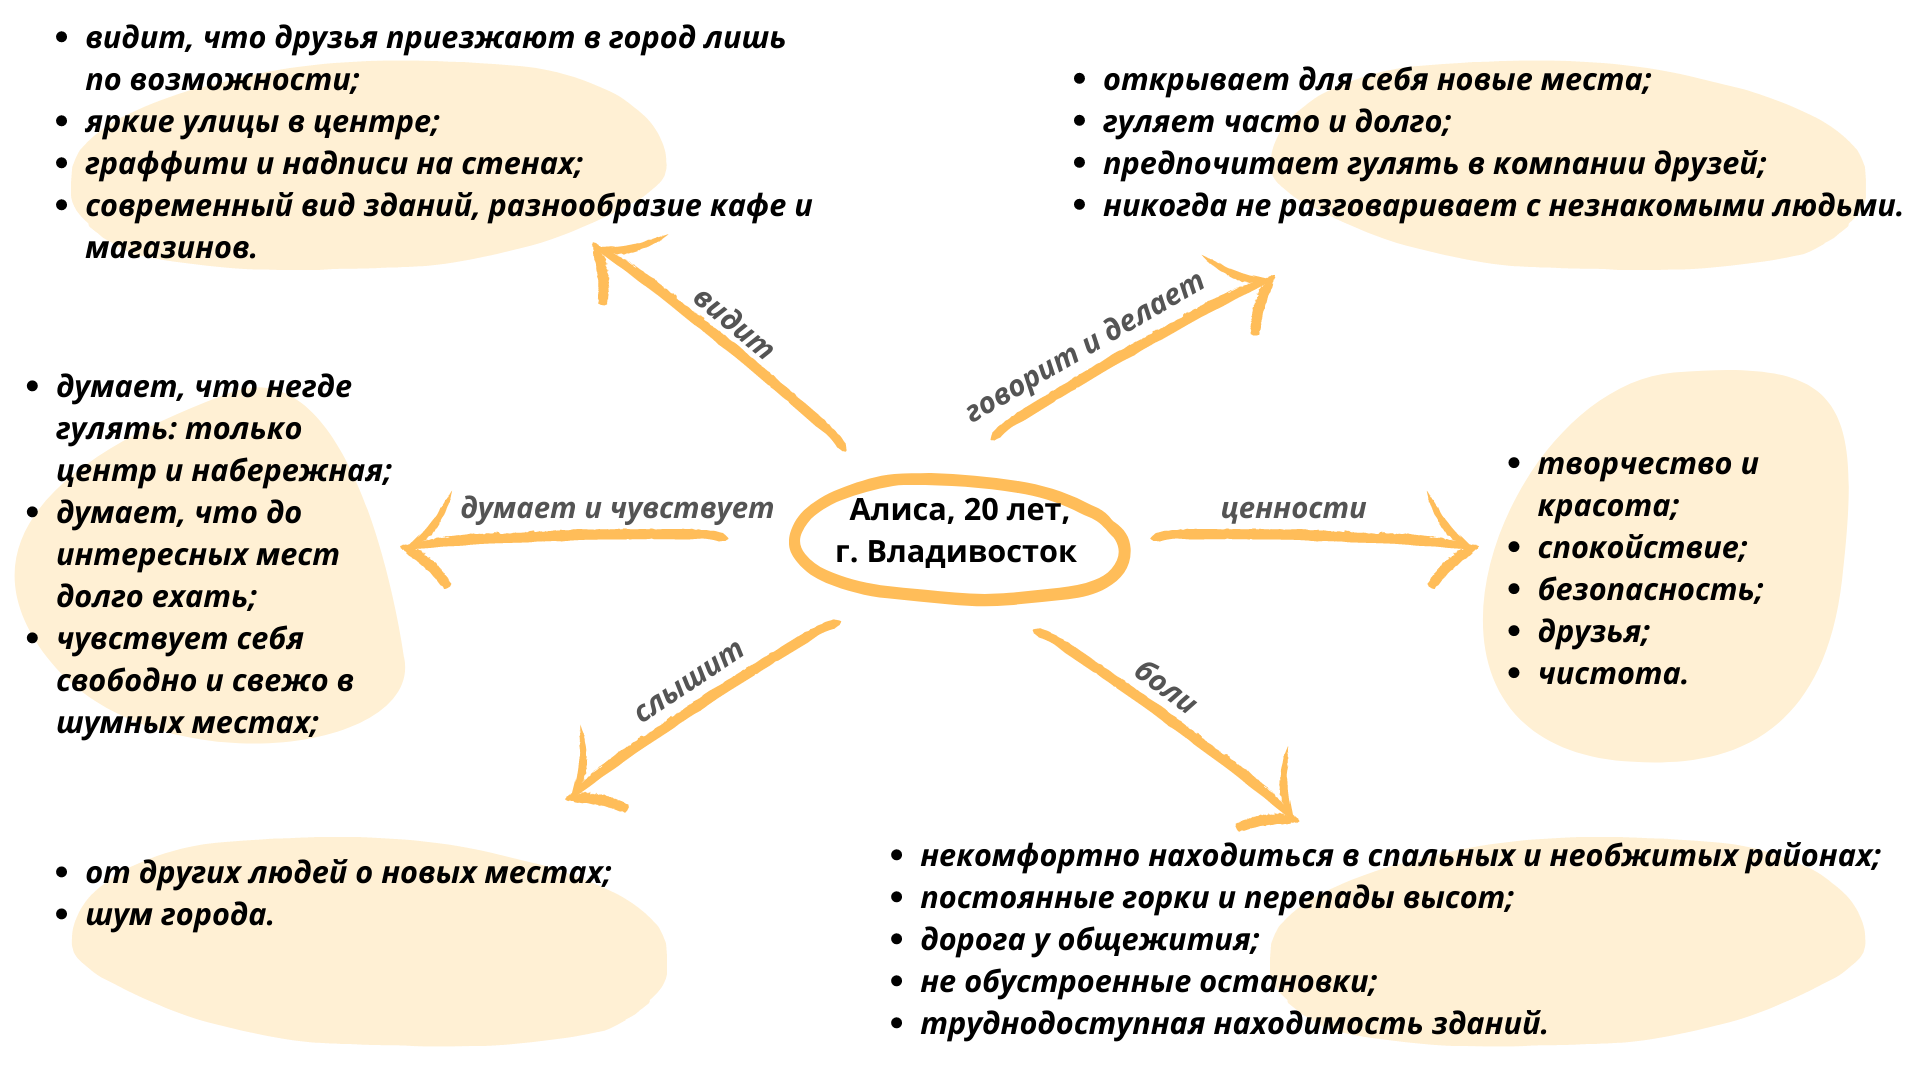 • видит, что друзья приезжают в город лишь
по возможности;
• яркие улицы в центре;
• граффити и надписи на стенах;
• современный вид зданий, разнообразие кафе и
магазинов.
• открывает для себя новые места;
• гуляет часто и долго;
• предпочитает гулять в компании друзей;
• никогда не разговаривает с незнакомыми людьми.
видит
говорит и делает
• думает, что негде
гулять: только
центр и набережная;
• думает, что до
интересных мест
долго ехать;
• чувствует себя
свободно и свежо в
шумных местах;
думает и чувствует
Алиса, 20 лет,
г. Владивосток
ценности
• творчество и
красота;
• спокойствие;
• безопасность;
• друзья;
• чистота.
слышит
боли
• от других людей о новых местах;
• шум города.
• некомфортно находиться в спальных и необжитых районах;
• постоянные горки и перепады высот;
• дорога у общежития;
• не обустроенные остановки;
• труднодоступная находимость зданий.